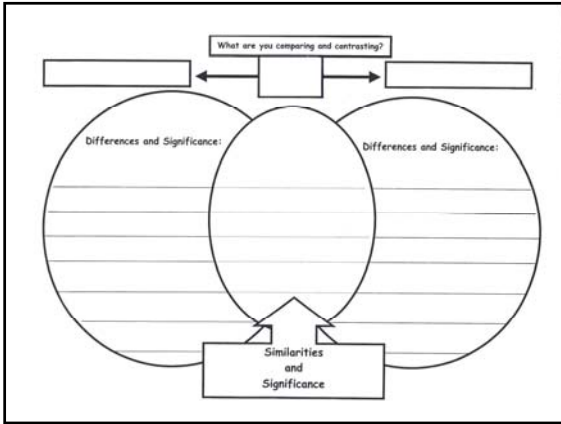 What are you comparing and contrasting?
Differences and Significance:
Differences and Significance:
Similarities
and
Significance